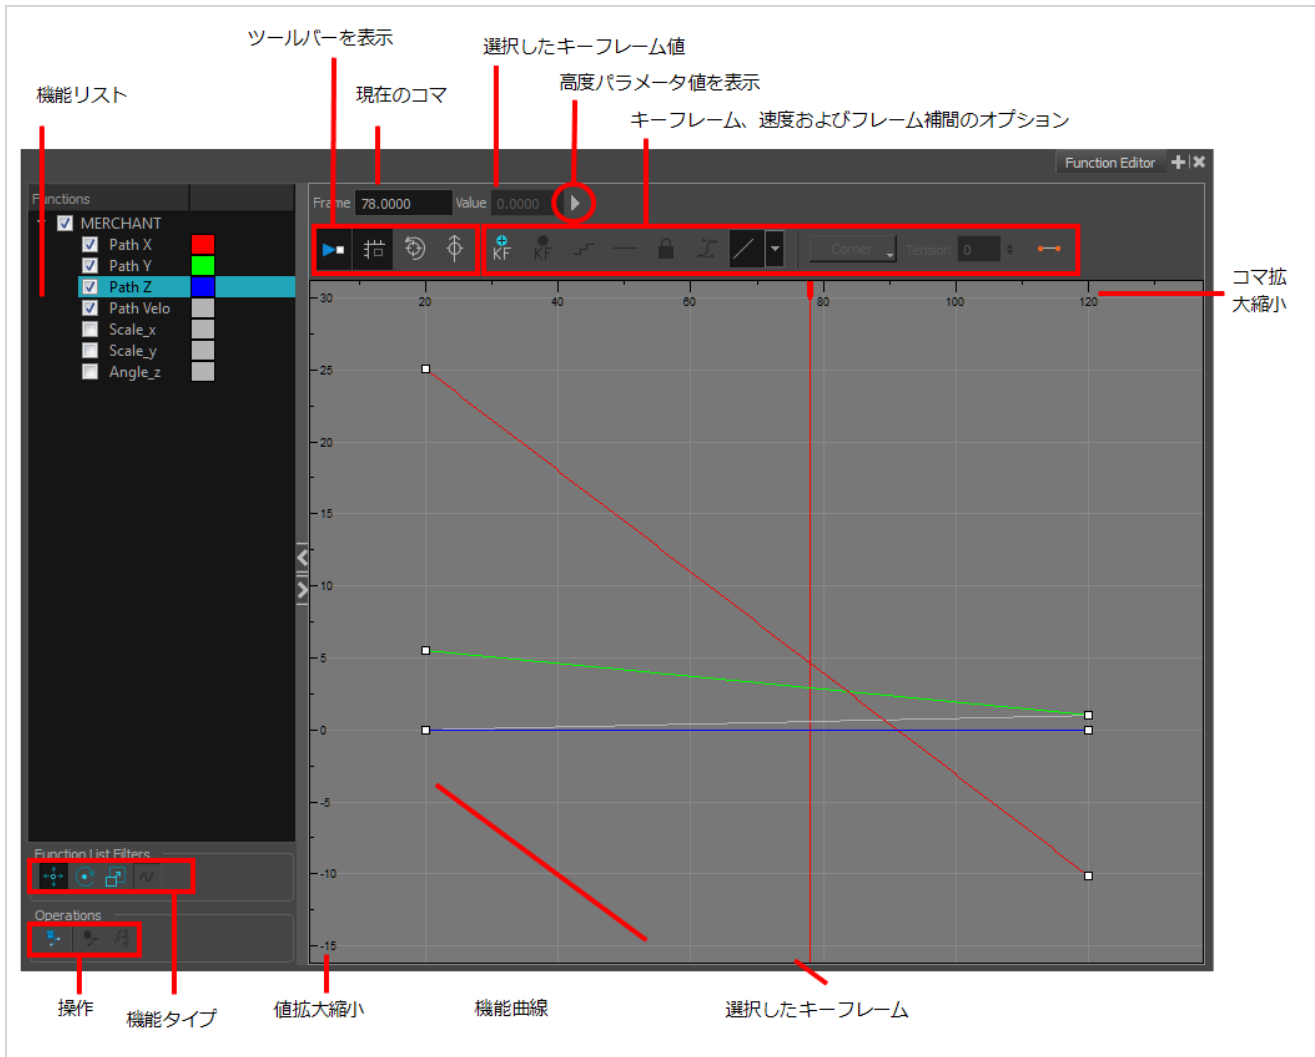 ツールバーを表示
選択したキーフレーム値
機能リスト
現在のコマ
高度パラメータ値を表示
キーフレーム、速度およびフレーム補間のオプション
Function Editor
Functions
Frame 78.0000 Value 0.0000
MERCHANT
Path X
Path Y
Path Z
Path Velo
Scale_x
Scale_y
Angle_z
KF KF Corner Tension 0
コマ拡
大縮小
20 40 60 80 100 120
30
25
20
15
10
5
0
-5
-10
-15
Function List Filters
Operations
操作
機能タイプ
値拡大縮小
機能曲線
選択したキーフレーム